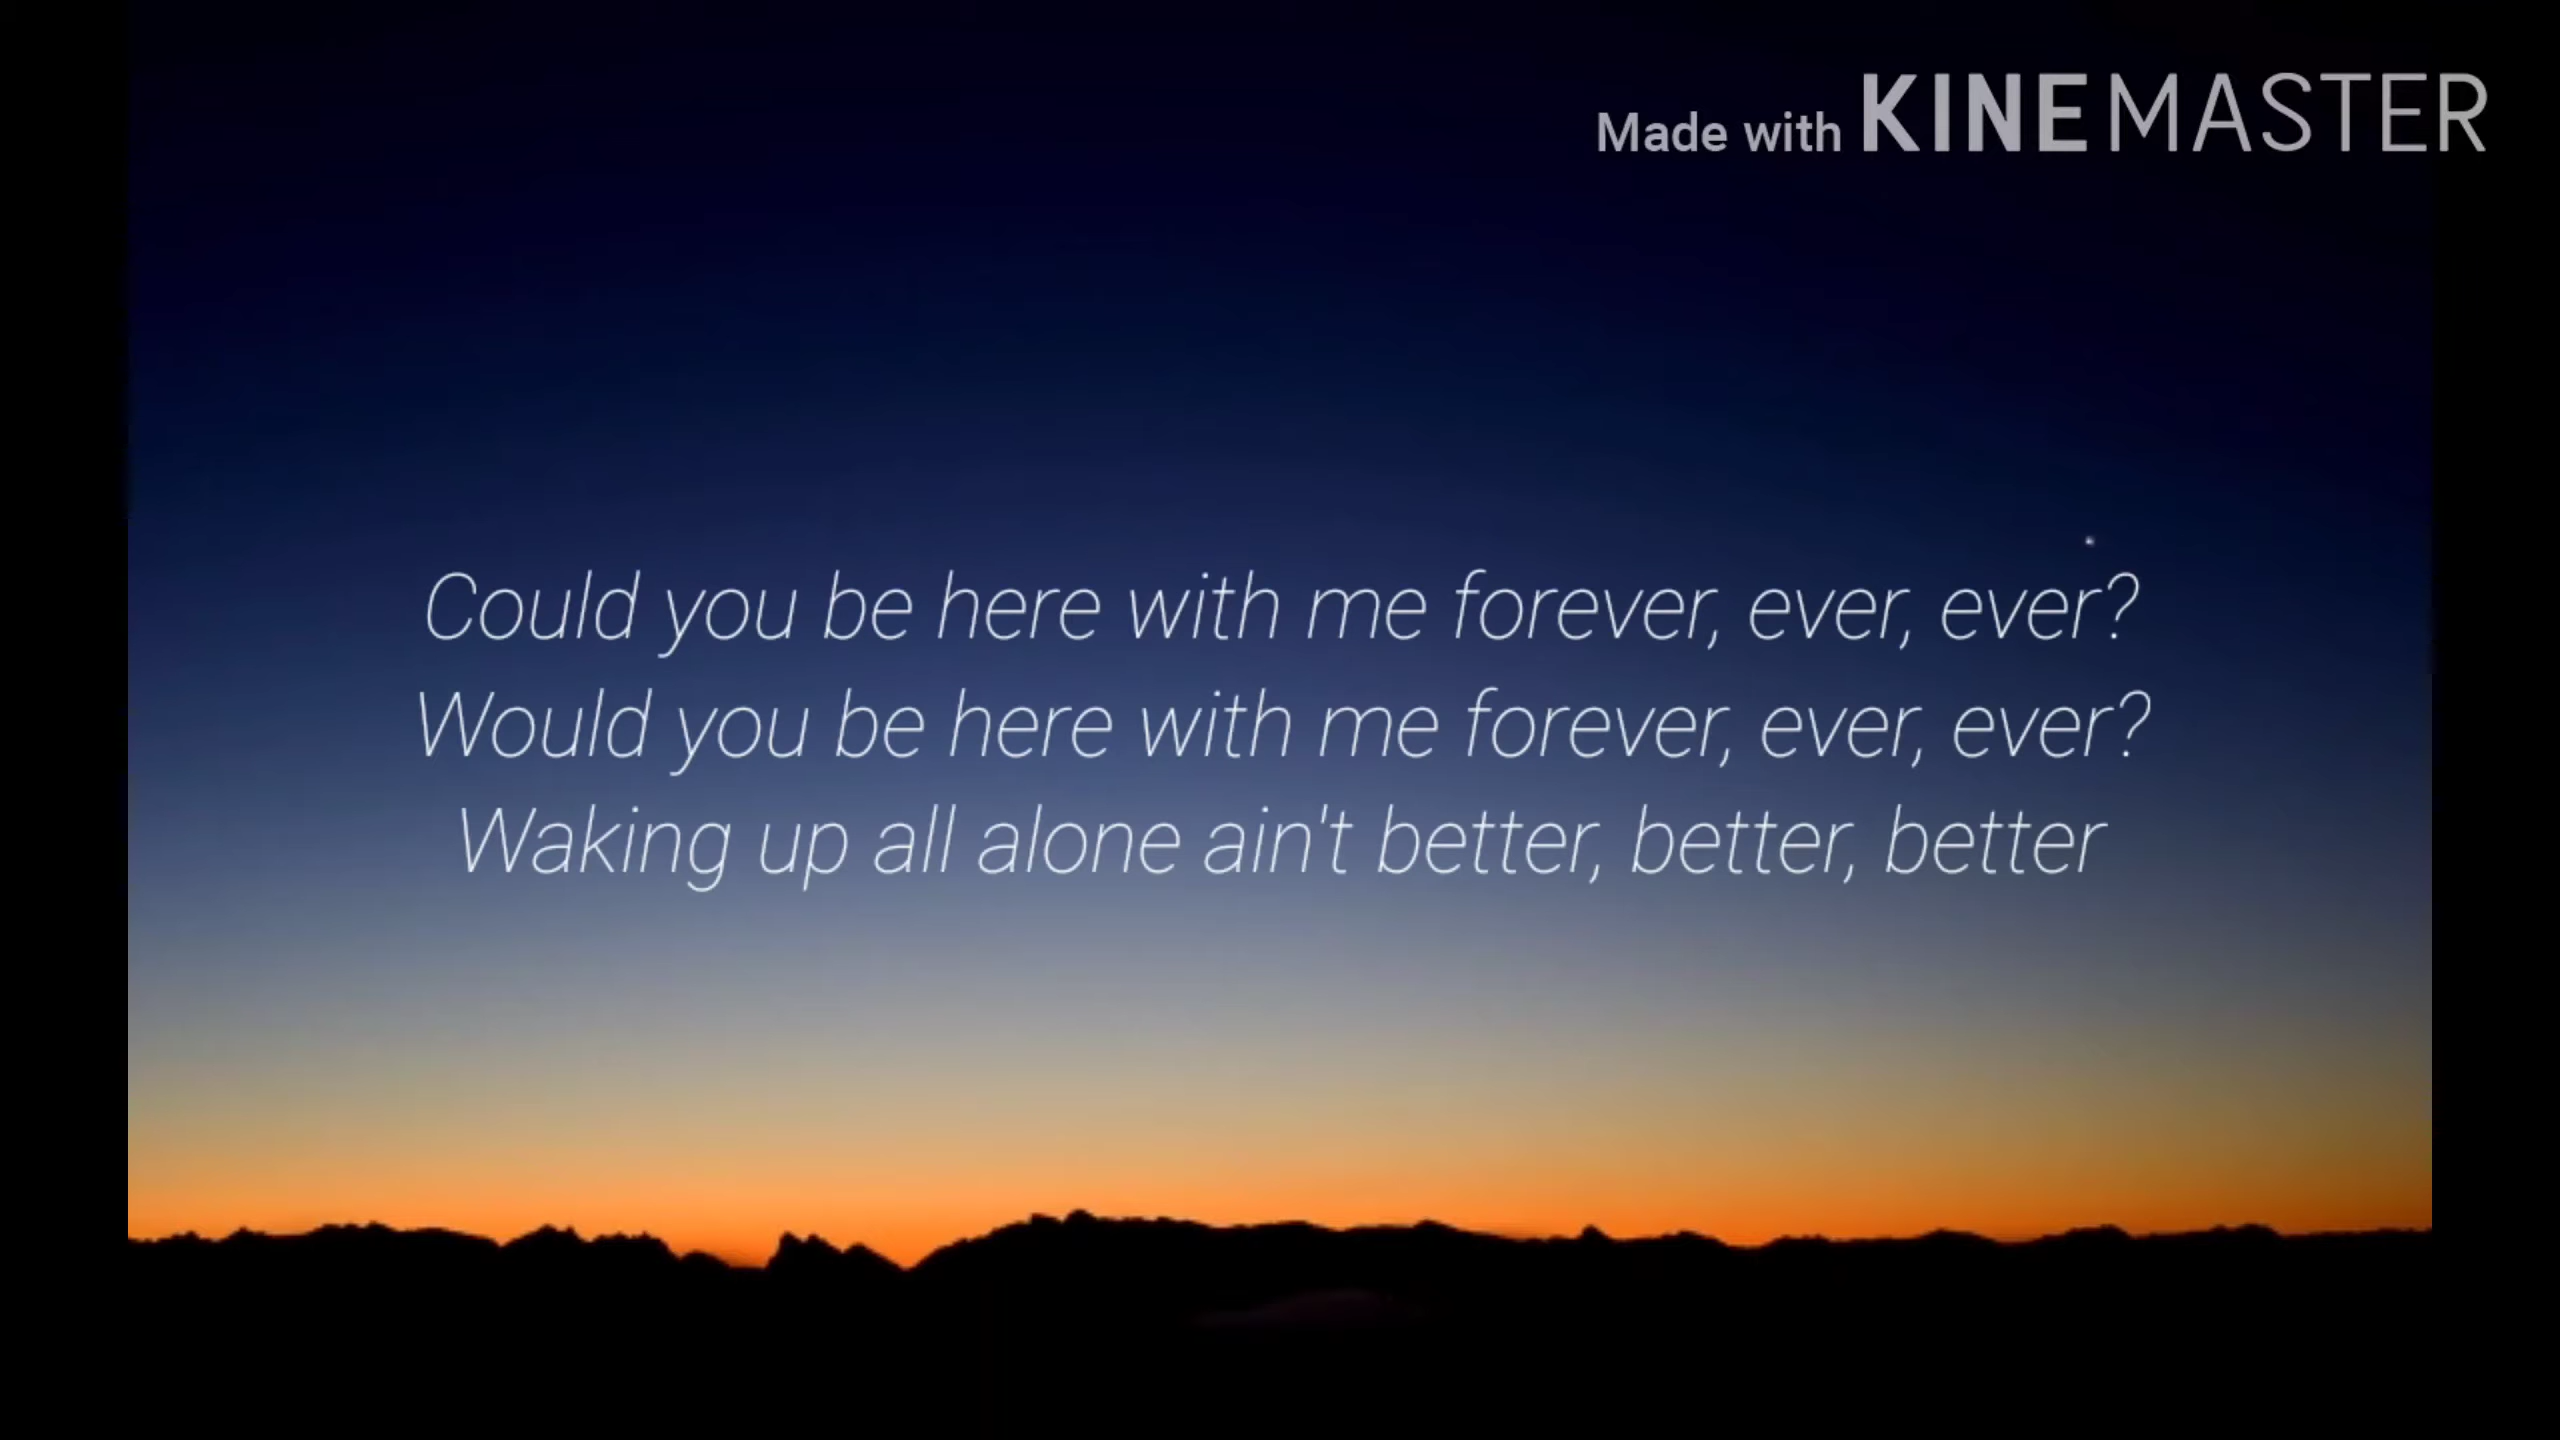 Made with KINEMASTER
Could you be here with me forever, ever, ever?
Would you be here with me forever, ever, ever?
Waking up all alone ain't better, better, better